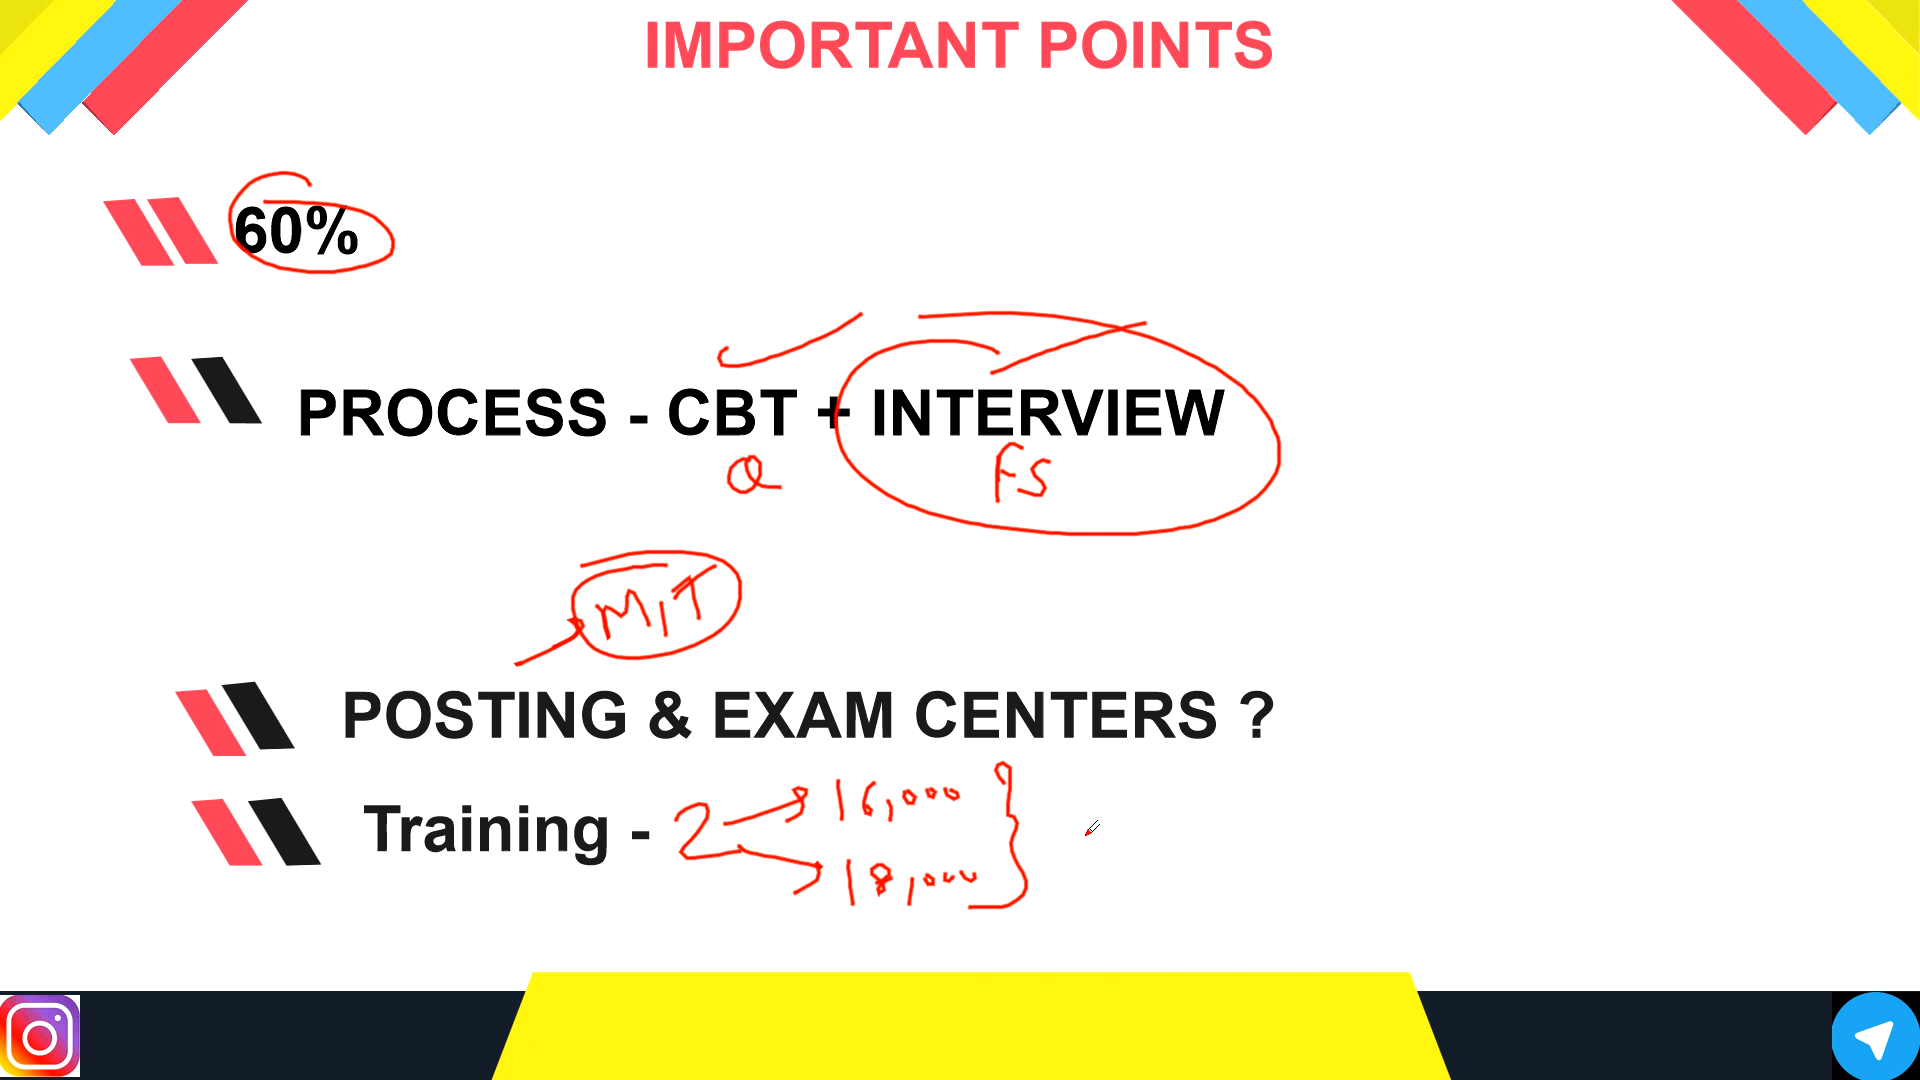 IMPORTANT POINTS
60%
PROCESS - CBT + INTERVIEW
Q FS
MIT
POSTING & EXAM CENTERS ?
Training - 2
16,000
18,000